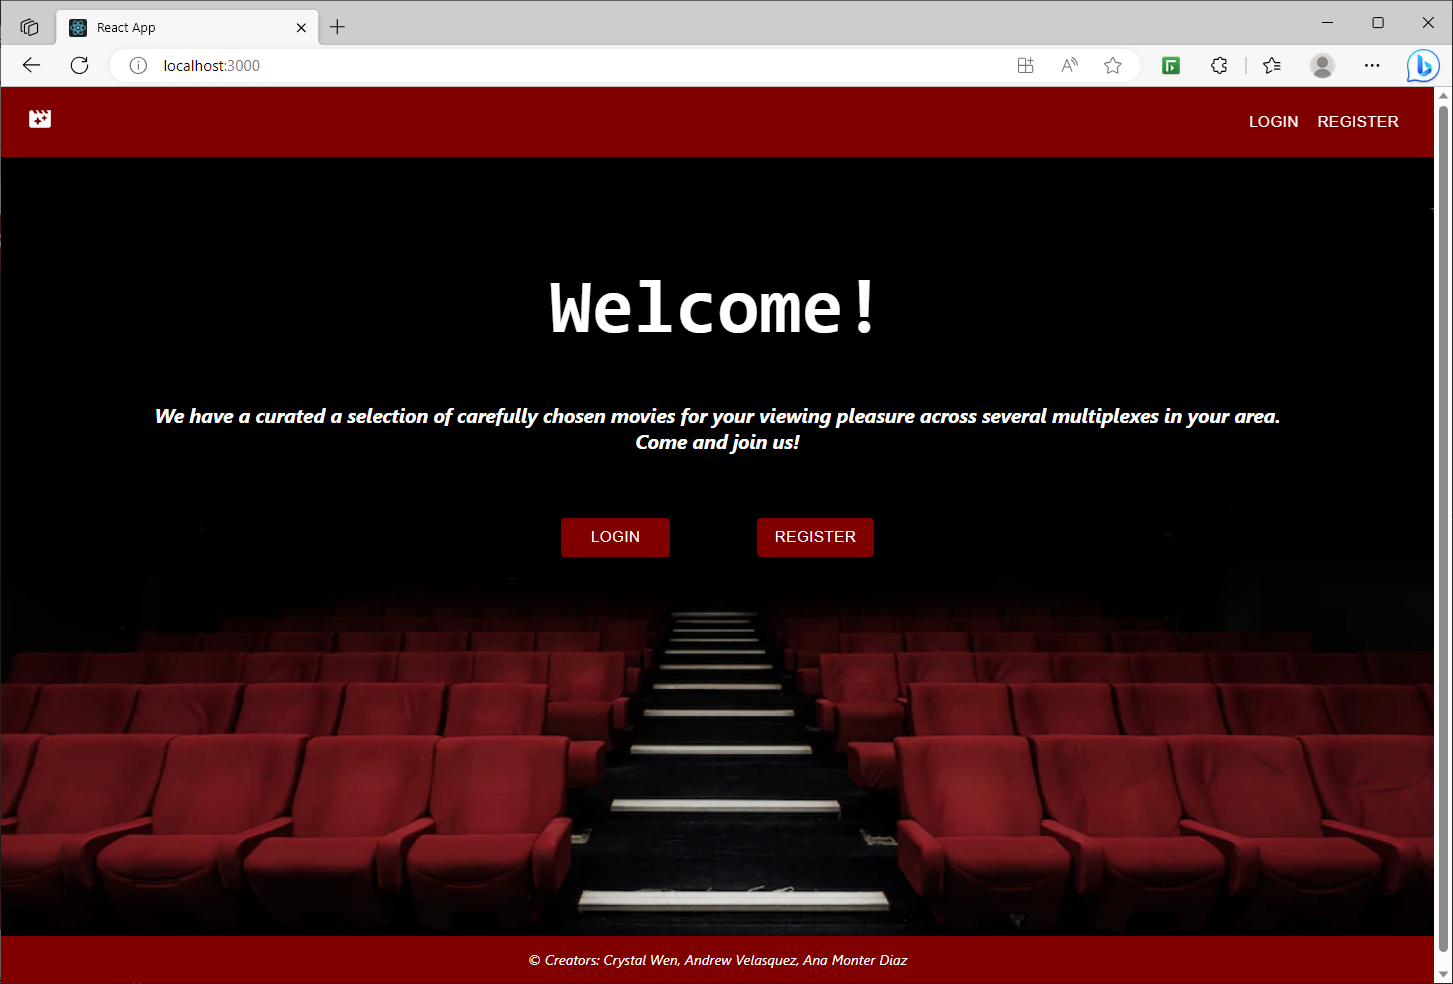 React App
localhost:3000
LOGIN REGISTER
Welcome!
We have a curated a selection of carefully chosen movies for your viewing pleasure across several multiplexes in your area.
Come and join us!
LOGIN REGISTER
© Creators: Crystal Wen, Andrew Velasquez, Ana Monter Diaz